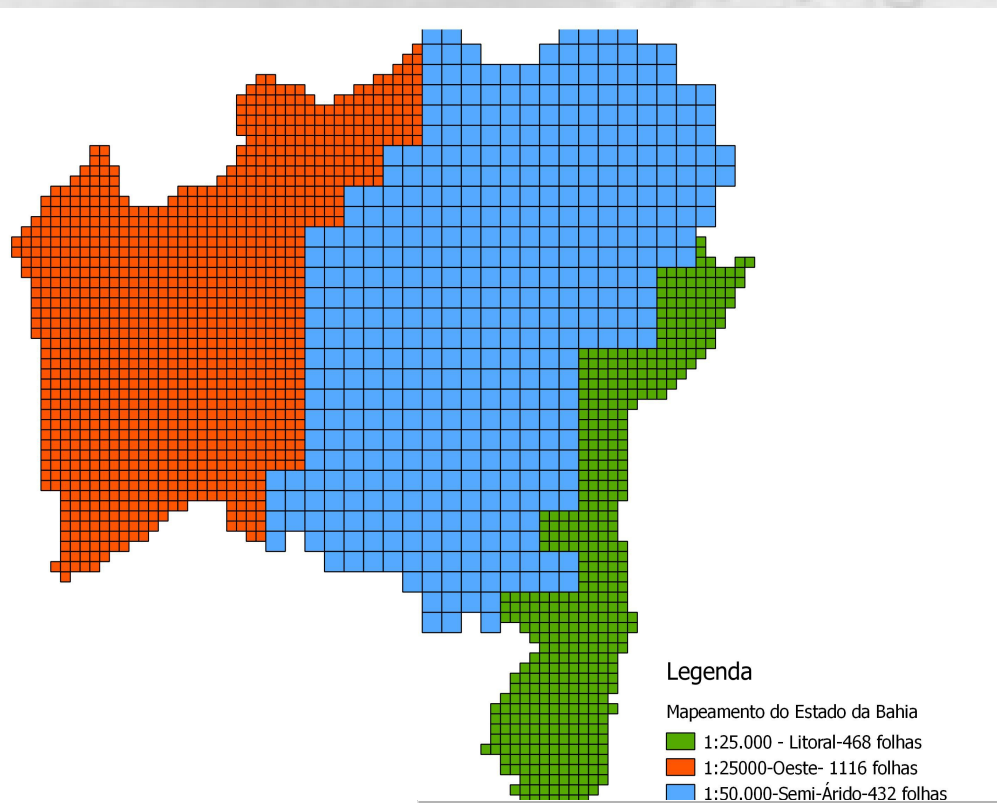 Legenda
Mapeamento do Estado da Bahia
1:25.000 - Litoral-468 folhas
1:25000-Oeste- 1116 folhas
1:50.000-Semi-Árido-432 folhas